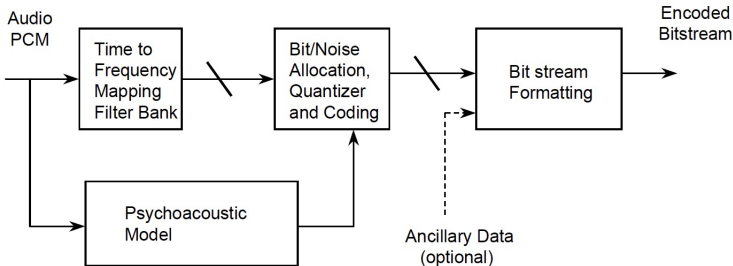 Audio
PCM
Time to
Frequency
Mapping
Filter Bank
Bit/Noise
Allocation,
Quantizer
and Coding
Bit stream
Formatting
Encoded
Bitstream
Psychoacoustic
Model
Ancillary Data
(optional)